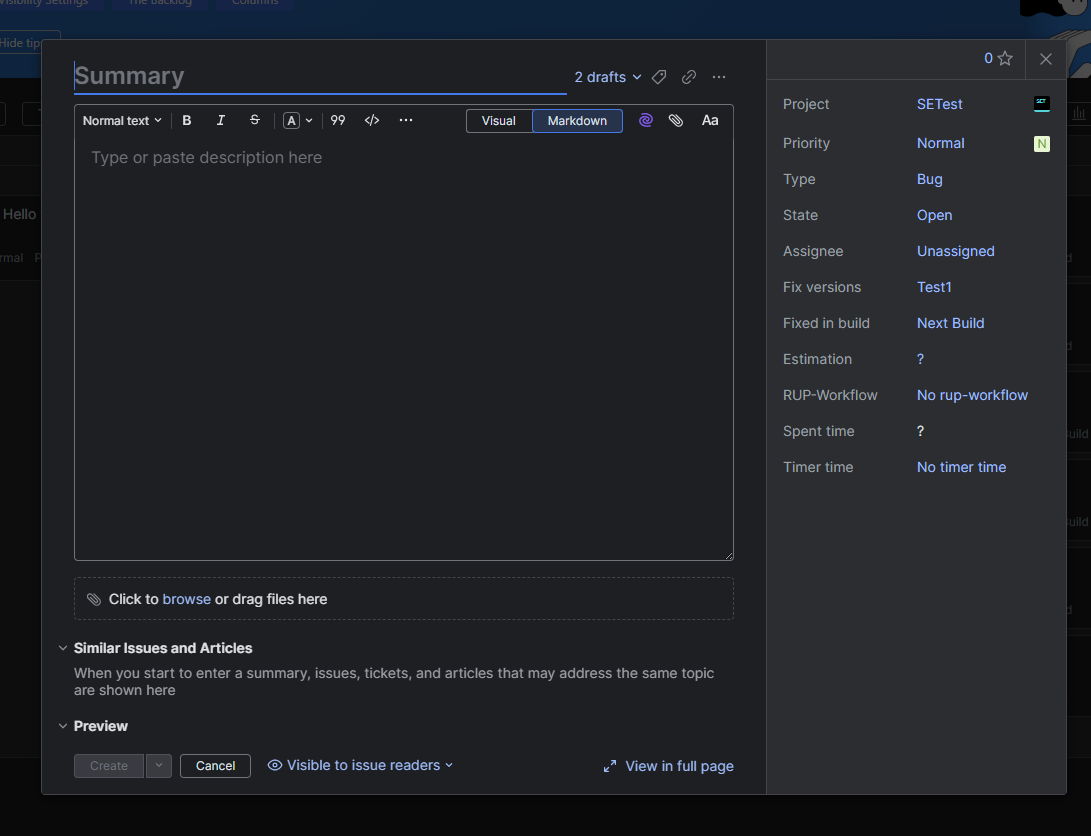 Visibility Settings The Backlog Columns
Hide tips
Summary
2 drafts
0
Normal text B I S A 99 </> ... Visual Markdown Aa
Type or paste description here
Project SETest SET
Priority Normal N
Type Bug
State Open
Assignee Unassigned
Fix versions Test1
Fixed in build Next Build
Estimation ?
RUP-Workflow No rup-workflow
Spent time ?
Timer time No timer time
Hello
Click to browse or drag files here
Similar Issues and Articles
When you start to enter a summary, issues, tickets, and articles that may address the same topic
are shown here
Preview
Create Cancel Visible to issue readers View in full page